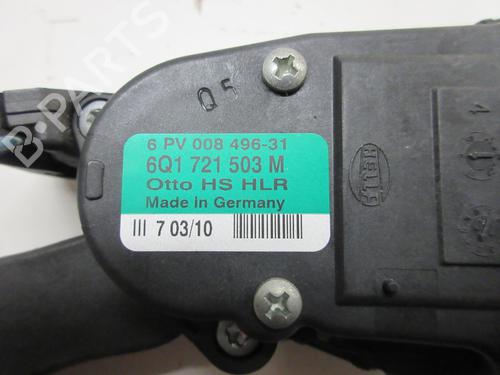 Q5
6 PV 008 496-31
6Q1 721 503 M
Otto HS HLR
Made in Germany
III 7 03/10
HELLA
B-PARTS